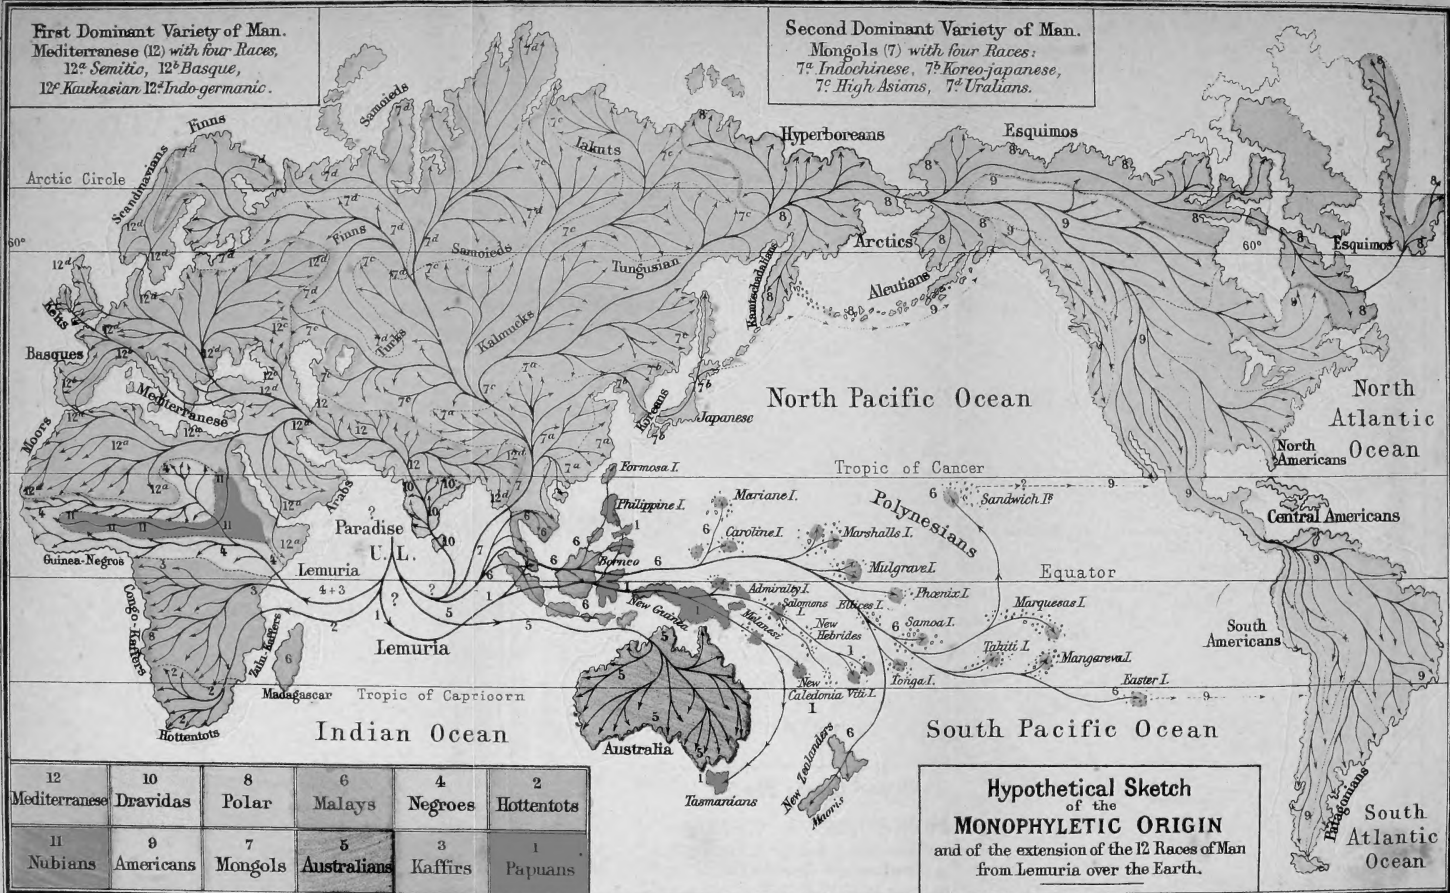 First Dominant Variety of Man.
Mediterranese (12) with four Races,
12a. Semitic, 12b Basque,
12c Kaukasian 12d Indo-germanic.
Second Dominant Variety of Man.
Mongols (7) with four Races:
7a. Indochinese, 7b Koreo-japanese,
7c High Asians, 7d Uralians.
Finns
Samoieds
Scandinavians
Iakuts
Hyperboreans
Esquimos
Arctic Circle
60°
Finns
Samoieds
Tungusian
Kamtschadalians
Arctics
Aleutians
60°
Esquimos
Kelts
Basques
Turks
Kalmucks
Mediterranese
Koreans
Japanese
North Pacific Ocean
North
Atlantic
Ocean
Moors
Arabs
North
Americans
Tropic of Cancer
Formosa I.
Philippine I.
Mariane I.
Caroline I.
Marshalls I.
Polynesians
Sandwich Is
Central Americans
?
Paradise
U. L.
Guinea-Negros
Lemuria
4+3
Borneo
Mulgrave I.
Equator
Congo-Kaffers
Zulu Kaffers
Lemuria
New Guinea
Admiralty I.
Salomons I.
Melanesi
New
Hebrides
Ellices I.
Phœnix I.
Samoa I.
Marquesas I.
South
Americans
Tahiti I.
Mangareva I.
Tonga I.
Viti I.
New
Caledonia
Easter I.
Madagascar
Tropic of Capricorn
Hottentots
Indian Ocean
Australia
Tasmanians
New Zealanders
Maoris
South Pacific Ocean
Patagonians
South
Atlantic
Ocean
12 10 8 6 4 2
Mediterranese Dravidas Polar Malays Negroes Hottentots
11 9 7 5 3 1
Nubians Americans Mongols Australians Kaffirs Papuans
Hypothetical Sketch
of the
MONOPHYLETIC ORIGIN
and of the extension of the 12 Races of Man
from Lemuria over the Earth.